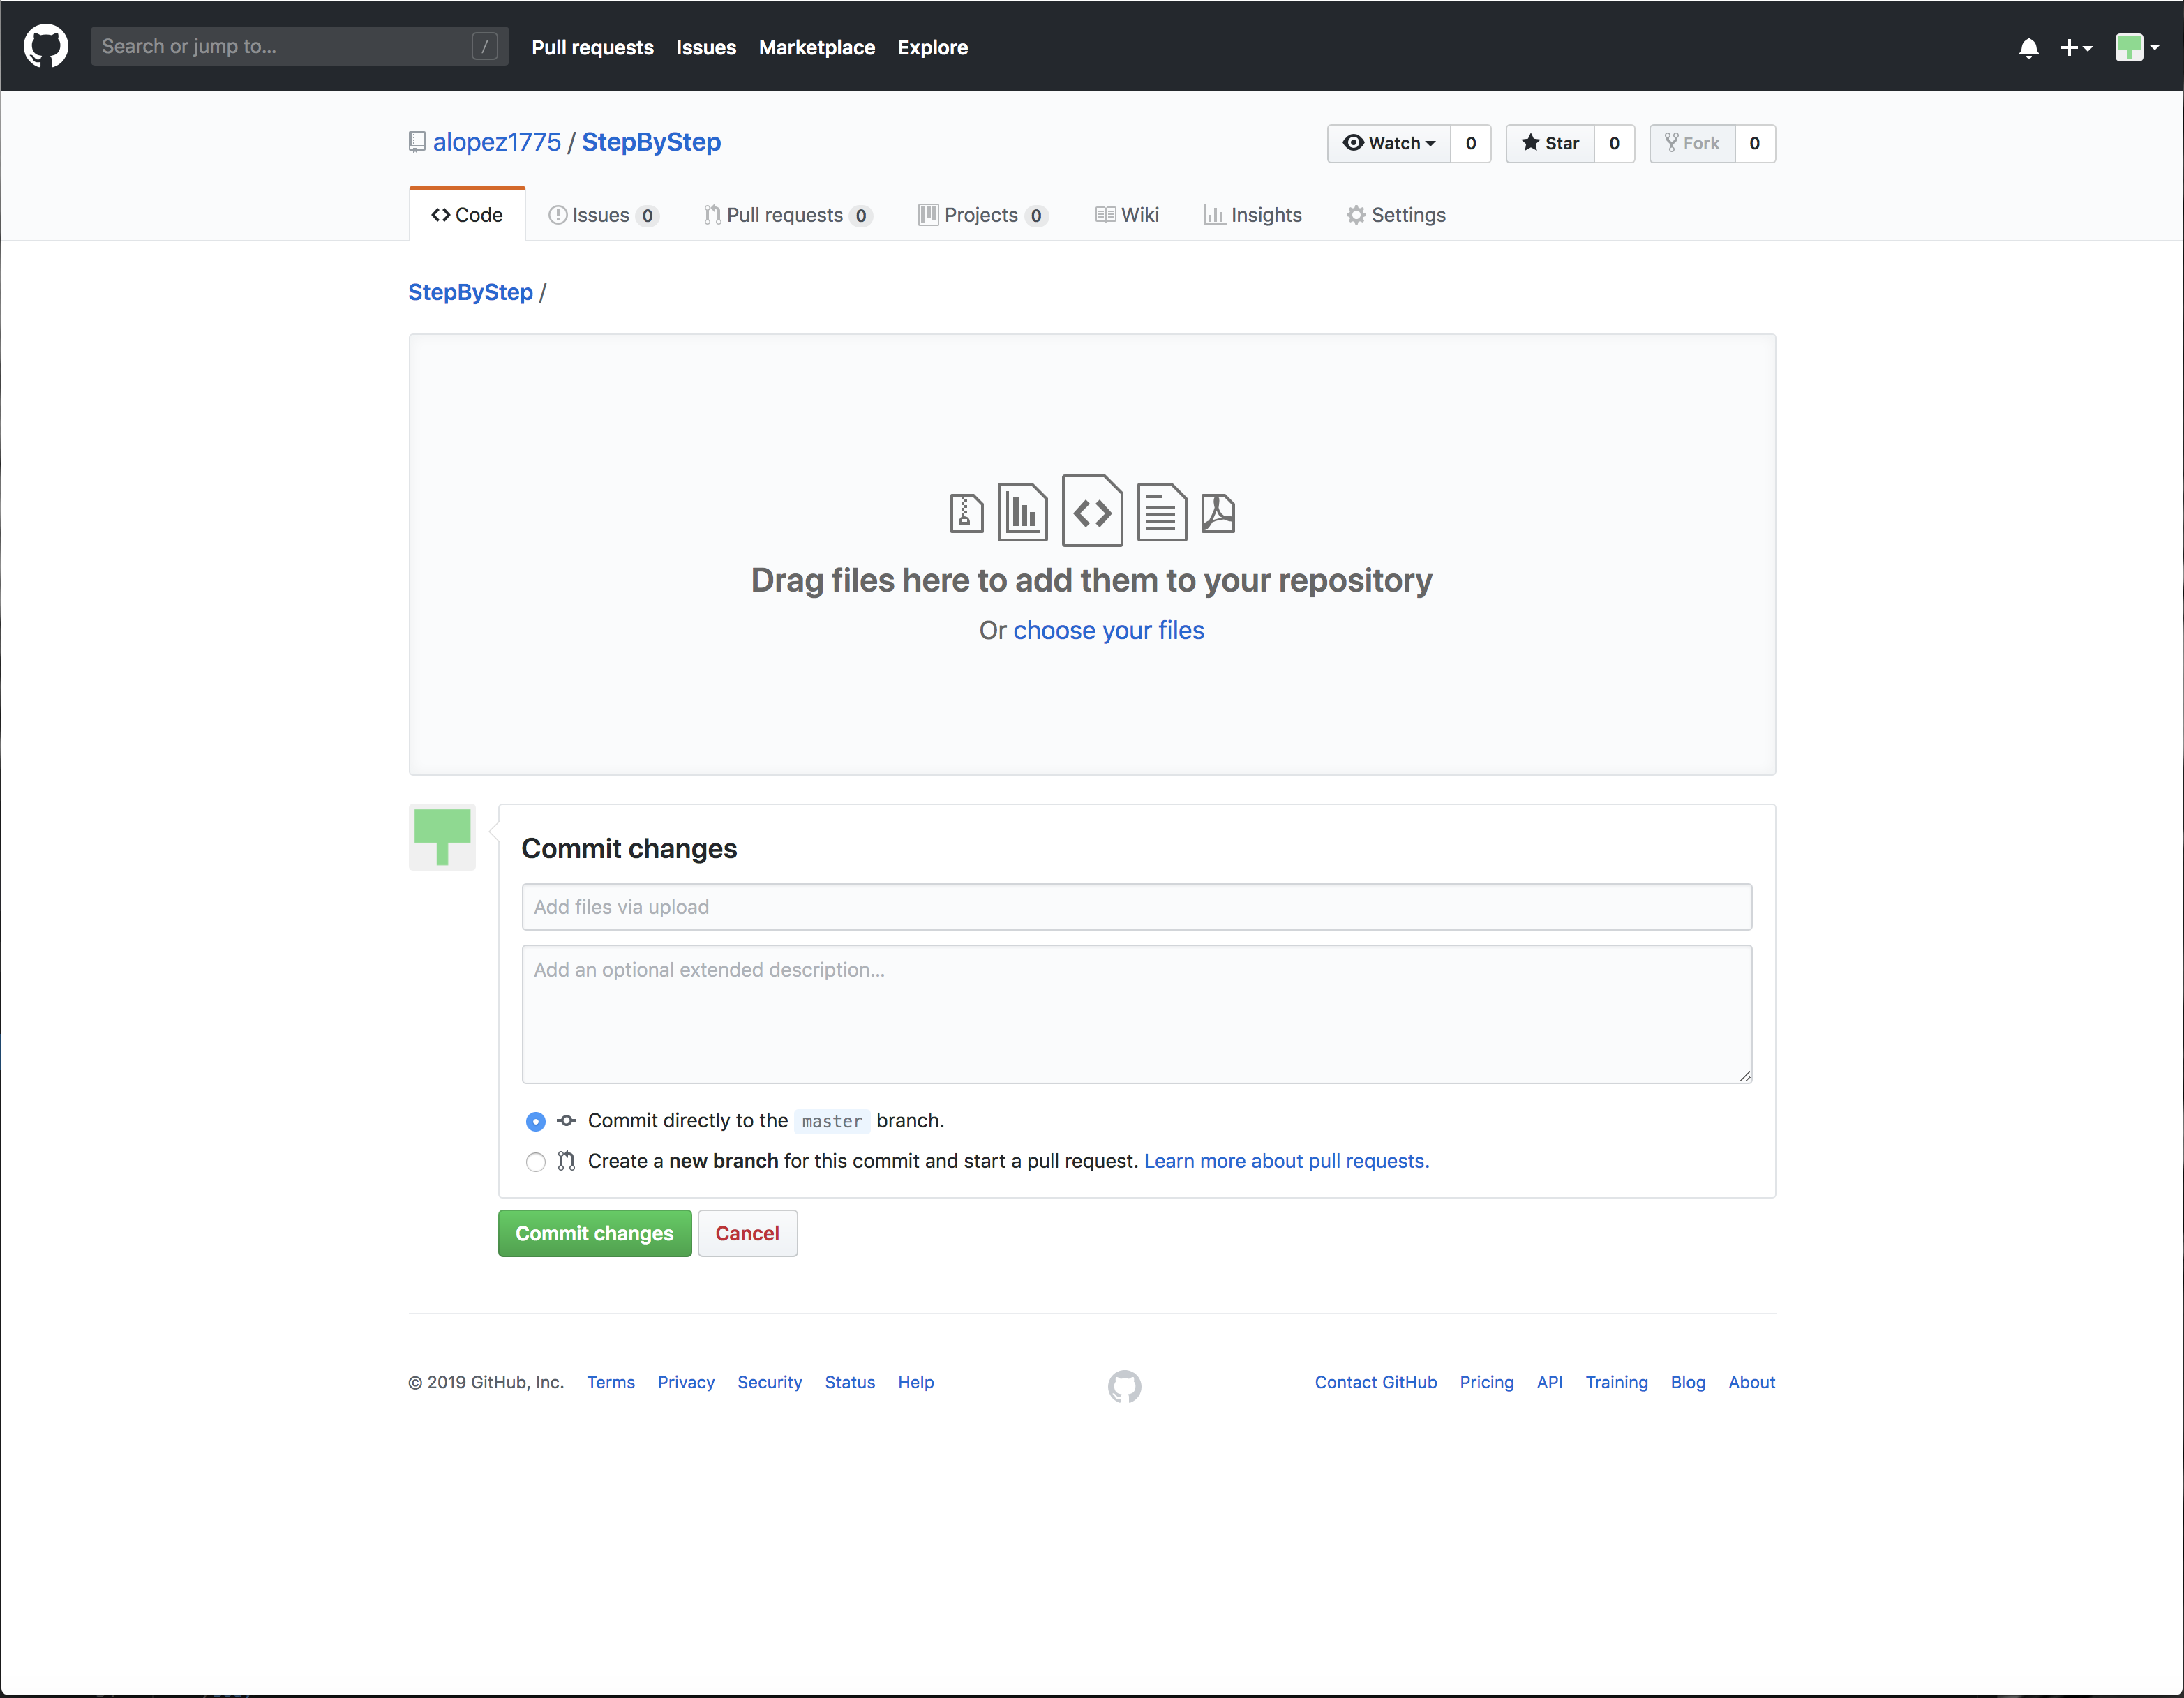 Search or jump to... / Pull requests Issues Marketplace Explore
alopez1775 / StepByStep Watch 0 Star 0 Fork 0
Code Issues 0 Pull requests 0 Projects 0 Wiki Insights Settings
StepByStep /
Drag files here to add them to your repository
Or choose your files
Commit changes
Add files via upload
Add an optional extended description...
Commit directly to the master branch.
Create a new branch for this commit and start a pull request. Learn more about pull requests.
Commit changes Cancel
© 2019 GitHub, Inc. Terms Privacy Security Status Help Contact GitHub Pricing API Training Blog About